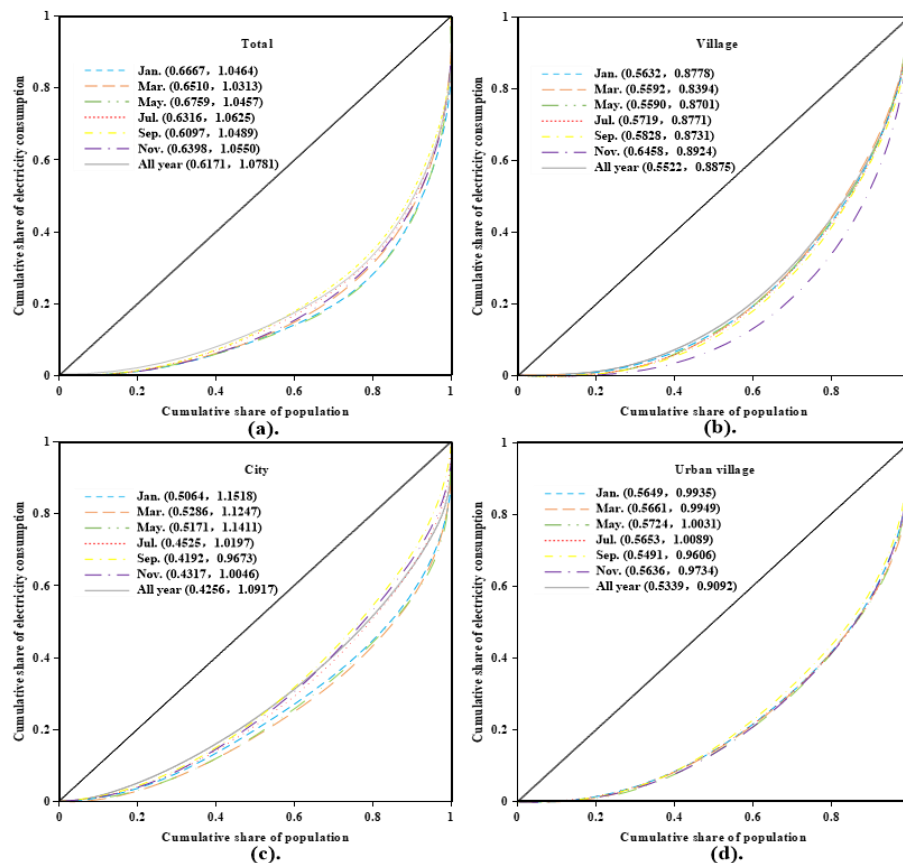 Total
Jan. (0.6667，1.0464)
Mar. (0.6510，1.0313)
May. (0.6759，1.0457)
Jul. (0.6316，1.0625)
Sep. (0.6097，1.0489)
Nov. (0.6398，1.0550)
All year (0.6171，1.0781)
Cumulative share of electricity consumption
1
0.8
0.6
0.4
0.2
0
0
0.2
0.4
0.6
0.8
1
Cumulative share of population
(a).
Village
Jan. (0.5632，0.8778)
Mar. (0.5592，0.8394)
May. (0.5590，0.8701)
Jul. (0.5719，0.8771)
Sep. (0.5828，0.8731)
Nov. (0.6458，0.8924)
All year (0.5522，0.8875)
Cumulative share of electricity consumption
1
0.8
0.6
0.4
0.2
0
0
0.2
0.4
0.6
0.8
Cumulative share of population
(b).
City
Jan. (0.5064，1.1518)
Mar. (0.5286，1.1247)
May. (0.5171，1.1411)
Jul. (0.4525，1.0197)
Sep. (0.4192，0.9673)
Nov. (0.4317，1.0046)
All year (0.4256，1.0917)
Cumulative share of electricity consumption
1
0.8
0.6
0.4
0.2
0
0
0.2
0.4
0.6
0.8
1
Cumulative share of population
(c).
Urban village
Jan. (0.5649，0.9935)
Mar. (0.5661，0.9949)
May. (0.5724，1.0031)
Jul. (0.5653，1.0089)
Sep. (0.5491，0.9606)
Nov. (0.5636，0.9734)
All year (0.5339，0.9092)
Cumulative share of electricity consumption
1
0.8
0.6
0.4
0.2
0
0
0.2
0.4
0.6
0.8
Cumulative share of population
(d).